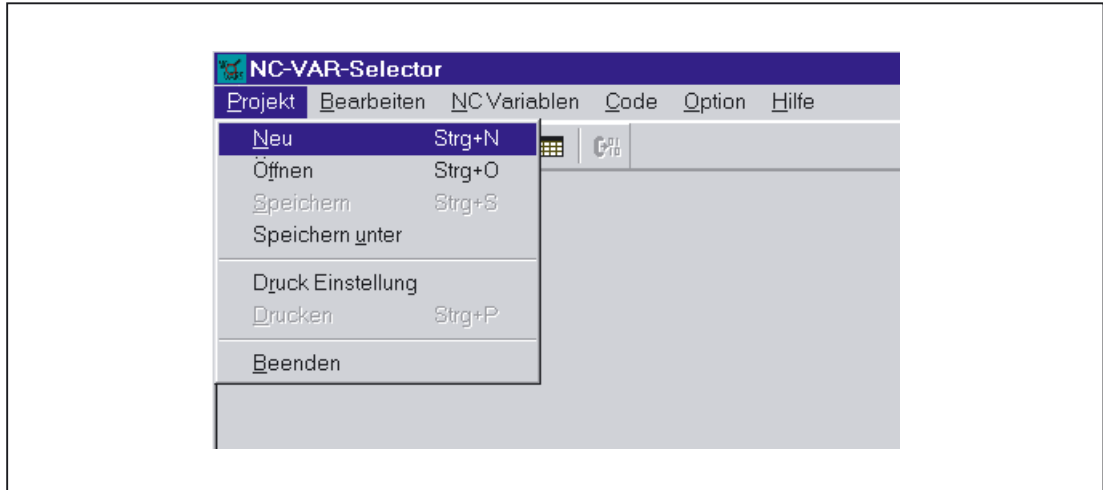 NC-VAR-Selector
Projekt Bearbeiten NC Variablen Code Option Hilfe
Neu Strg+N
Öffnen Strg+O
Speichern Strg+S
Speichern unter
Druck Einstellung
Drucken Strg+P
Beenden